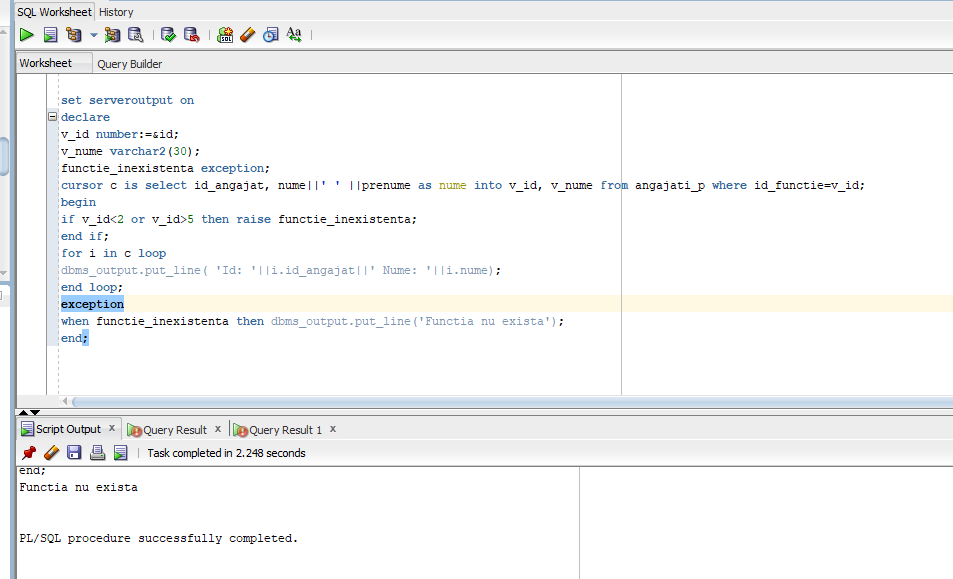 SQL Worksheet History
Worksheet Query Builder
set serveroutput on
declare
v_id number:=&id;
v_nume varchar2(30);
functie_inexistenta exception;
cursor c is select id_angajat, nume||' ' ||prenume as nume into v_id, v_nume from angajati_p where id_functie=v_id;
begin
if v_id<2 or v_id>5 then raise functie_inexistenta;
end if;
for i in c loop
dbms_output.put_line( 'Id: '||i.id_angajat||' Nume: '||i.nume);
end loop;
exception
when functie_inexistenta then dbms_output.put_line('Functia nu exista');
end;
Script Output x Query Result x Query Result 1 x
Task completed in 2.248 seconds
end;
Functia nu exista
PL/SQL procedure successfully completed.